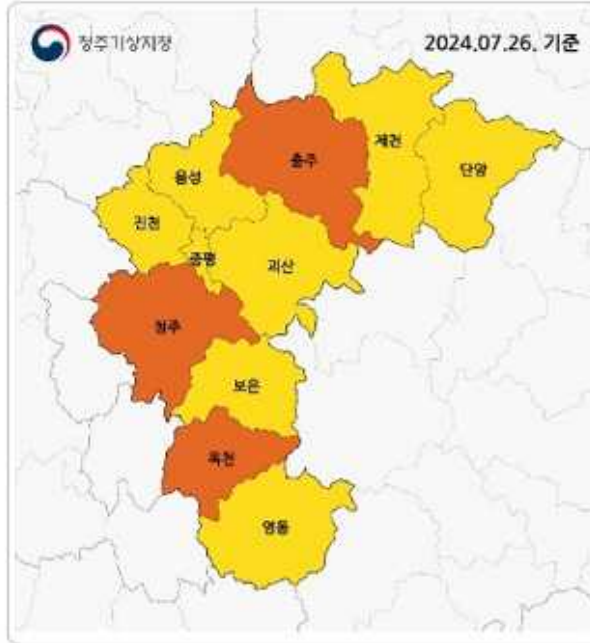 청주기상지청
2024.07.26. 기준
충주
제천
단양
음성
진천
증평
괴산
청주
보은
옥천
영동